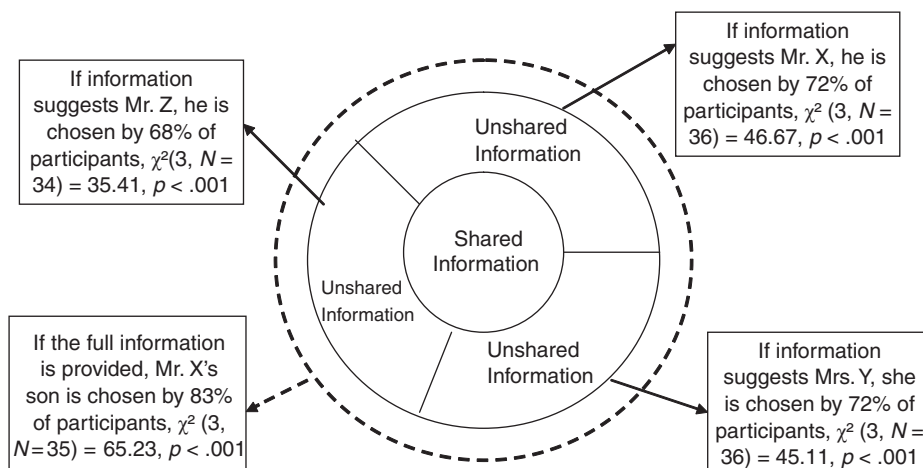 If information
suggests Mr. X, he is
chosen by 72% of
participants, χ² (3, N =
36) = 46.67, p < .001
If information
suggests Mr. Z, he is
chosen by 68% of
participants, χ²(3, N =
34) = 35.41, p < .001
Unshared
Information
Shared
Information
Unshared
Information
Unshared
Information
If the full information
is provided, Mr. X's
son is chosen by 83%
of participants, χ² (3,
N=35) = 65.23, p < .001
If information
suggests Mrs. Y, she
is chosen by 72% of
participants, χ² (3, N =
36) = 45.11, p < .001